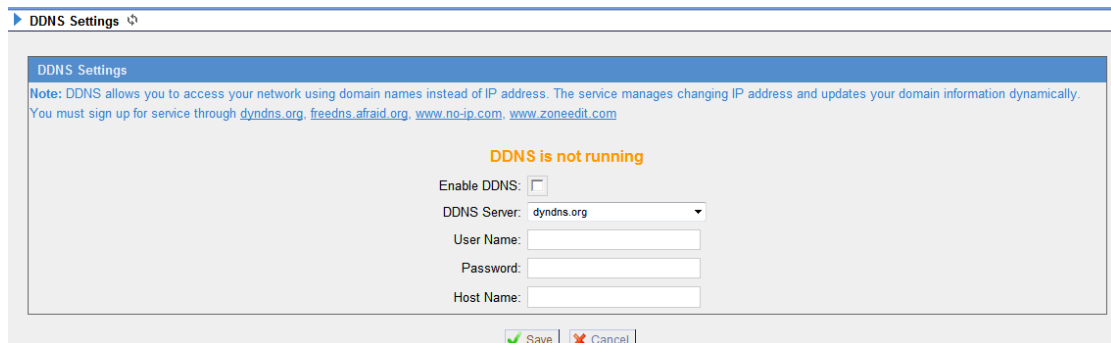 DDNS Settings
DDNS Settings
Note: DDNS allows you to access your network using domain names instead of IP address. The service manages changing IP address and updates your domain information dynamically.
You must sign up for service through dyndns.org, freedns.afraid.org, www.no-ip.com, www.zoneedit.com
DDNS is not running
Enable DDNS:
DDNS Server: dyndns.org
User Name:
Password:
Host Name:
Save Cancel